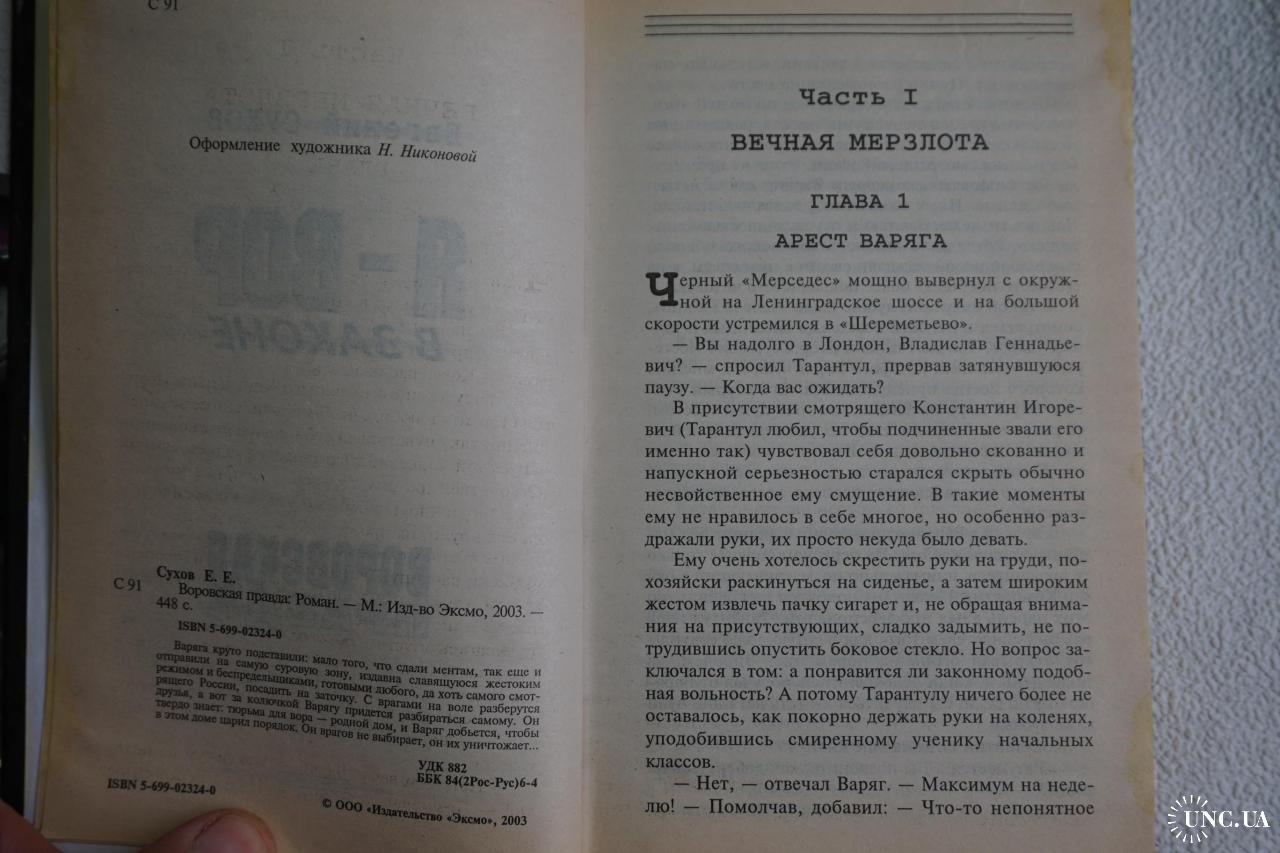 С 91
Оформление художника Н. Никоновой
Я - ВОР
В ЗАКОНЕ
Сухов Е. Е.
С 91
Воровская правда: Роман. — М.: Изд-во Эксмо, 2003. —
448 с.
ISBN 5-699-02324-0
Варяга круто подставили: мало того, что сдали ментам, так еще и
отправили на самую суровую зону, издавна славящуюся жестоким
режимом и беспредельщиками, готовыми любого, да хоть самого смот-
рящего России, посадить на заточку. С врагами на воле разберутся
друзья, а вот за колючкой Варягу придется разбираться самому. Он
твердо знает: тюрьма для вора — родной дом, и Варяг добьется, чтобы
в этом доме царил порядок. Он врагов не выбирает, он их уничтожает...
УДК 882
ББК 84(2Рос-Рус)6-4
ISBN 5-699-02324-0
© ООО «Издательство «Эксмо», 2003
Часть I
ВЕЧНАЯ МЕРЗЛОТА
ГЛАВА 1
АРЕСТ ВАРЯГА
Черный «Мерседес» мощно вывернул с окруж-
ной на Ленинградское шоссе и на большой
скорости устремился в «Шереметьево».
— Вы надолго в Лондон, Владислав Геннадье-
вич? — спросил Тарантул, прервав затянувшуюся
паузу. — Когда вас ожидать?
В присутствии смотрящего Константин Игоре-
вич (Тарантул любил, чтобы подчиненные звали его
именно так) чувствовал себя довольно скованно и
напускной серьезностью старался скрыть обычно
несвойственное ему смущение. В такие моменты
ему не нравилось в себе многое, но особенно раз-
дражали руки, их просто некуда было девать.
Ему очень хотелось скрестить руки на груди, по-
хозяйски раскинуться на сиденье, а затем широким
жестом извлечь пачку сигарет и, не обращая внима-
ния на присутствующих, сладко задымить, не по-
трудившись опустить боковое стекло. Но вопрос за-
ключался в том: а понравится ли законному подоб-
ная вольность? А потому Тарантулу ничего более не
оставалось, как покорно держать руки на коленях,
уподобившись смиренному ученику начальных
классов.
— Нет, — отвечал Варяг. — Максимум на неде-
лю! — Помолчав, добавил: — Что-то непонятное
UNC.UA